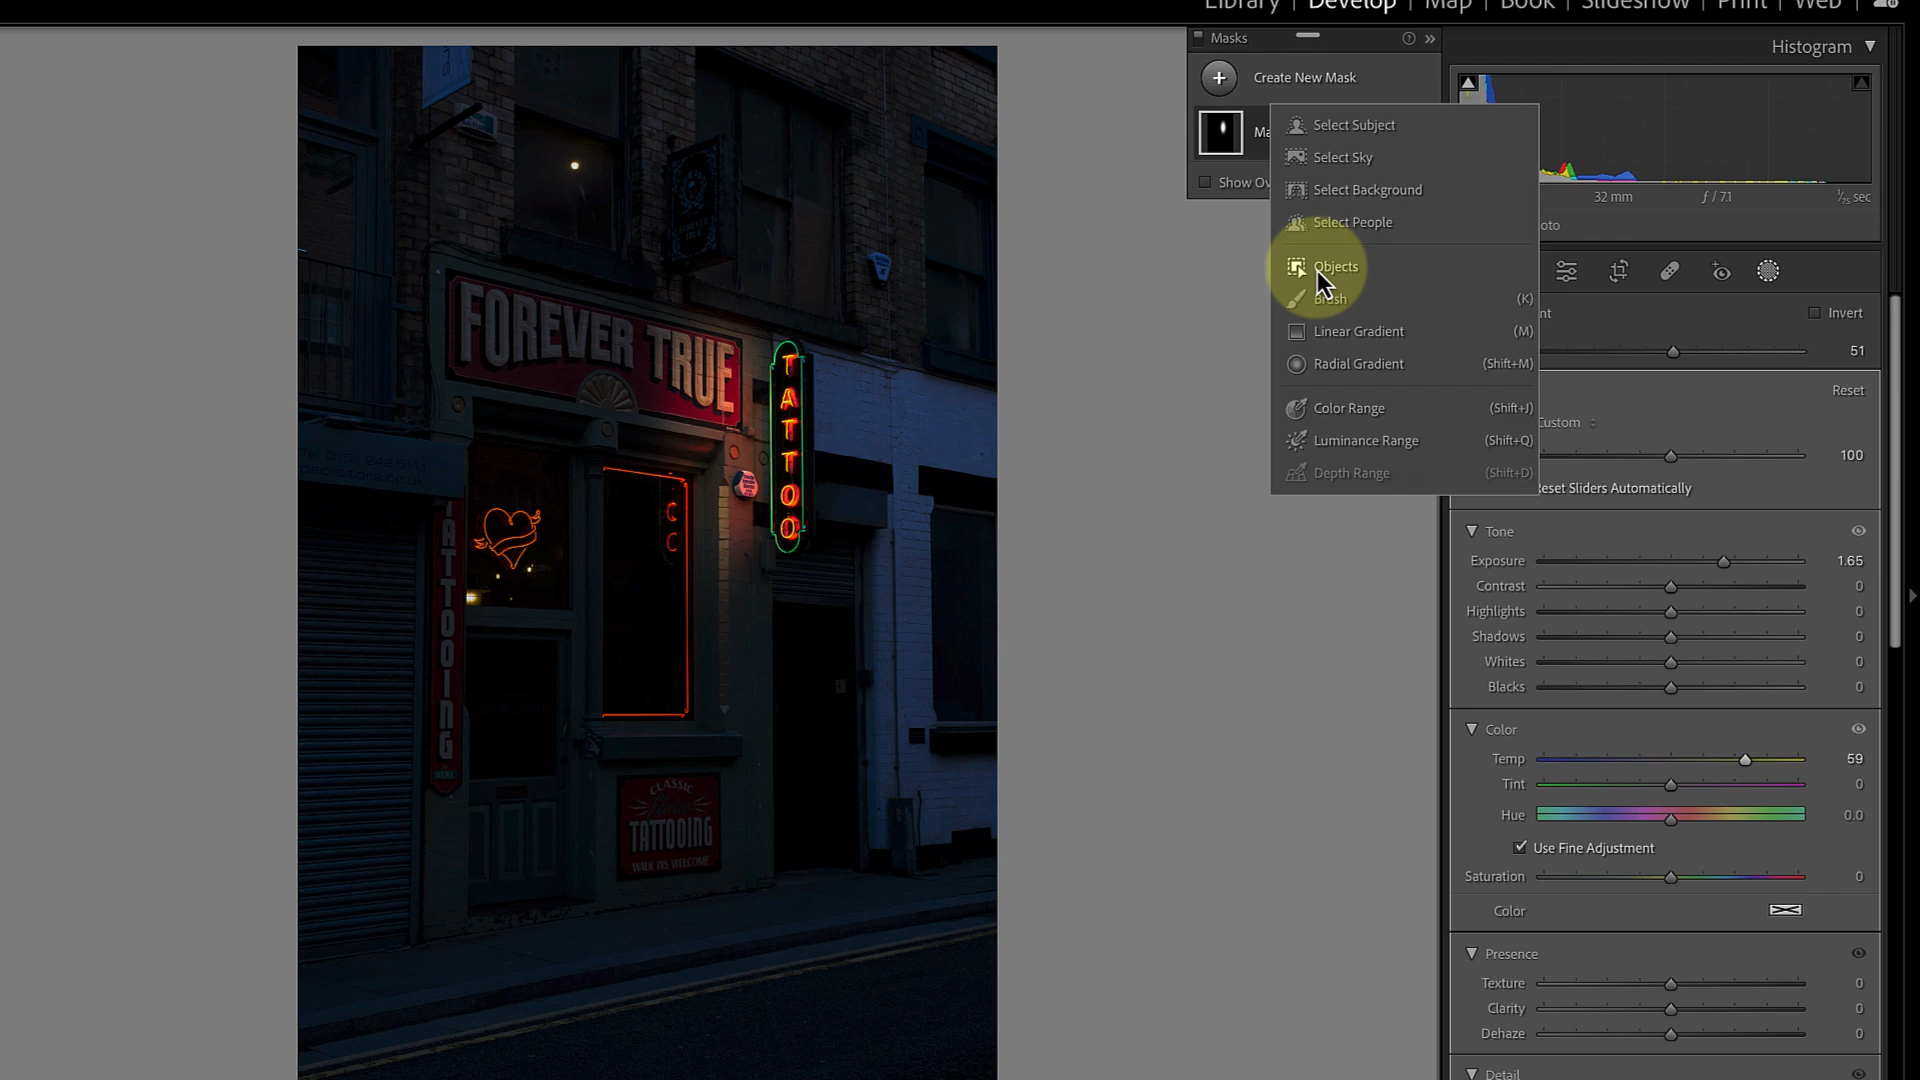 Library | Develop | Map | Book | Slideshow | Print | Web
Masks
Histogram
Create New Mask
Ma
Show Ov
Select Subject
Select Sky
Select Background
Select People
Objects
Brush (K)
Linear Gradient (M)
Radial Gradient (Shift+M)
Color Range (Shift+J)
Luminance Range (Shift+Q)
Depth Range (Shift+D)
32 mm ƒ / 7.1 1/75 sec
oto
nt Invert
51
Reset
Custom
100
Reset Sliders Automatically
Tone
Exposure 1.65
Contrast 0
Highlights 0
Shadows 0
Whites 0
Blacks 0
Color
Temp 59
Tint 0
Hue 0.0
Use Fine Adjustment
Saturation 0
Color
Presence
Texture 0
Clarity 0
Dehaze 0
Detail
FOREVER TRUE
TATTOO
TATTOOING
HERE
CLASSIC
TATTOOING
WALK INS WELCOME